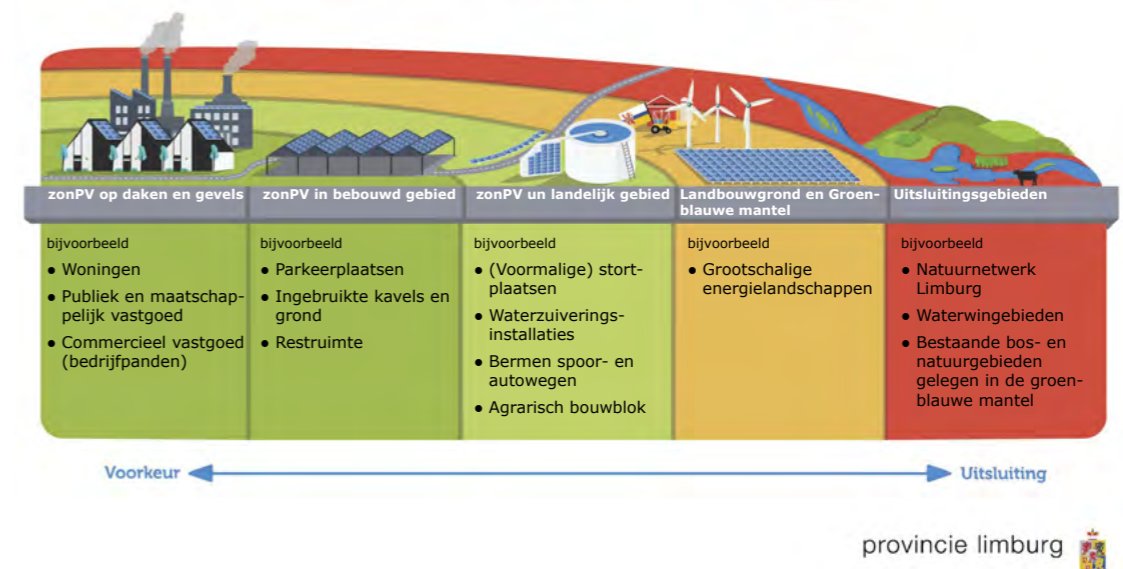 zonPV op daken en gevels
bijvoorbeeld
● Woningen
● Publiek en maatschap-
pelijk vastgoed
● Commercieel vastgoed
(bedrijfpanden)
zonPV in bebouwd gebied
bijvoorbeeld
● Parkeerplaatsen
● Ingebruikte kavels en
grond
● Restruimte
zonPV un landelijk gebied
bijvoorbeeld
● (Voormalige) stort-
plaatsen
● Waterzuiverings-
installaties
● Bermen spoor- en
autowegen
● Agrarisch bouwblok
Landbouwgrond en Groen-
blauwe mantel
bijvoorbeeld
● Grootschalige
energielandschappen
Uitsluitingsgebieden
bijvoorbeeld
● Natuurnetwerk
Limburg
● Waterwingebieden
● Bestaande bos- en
natuurgebieden
gelegen in de groen-
blauwe mantel
Voorkeur
Uitsluiting
provincie limburg